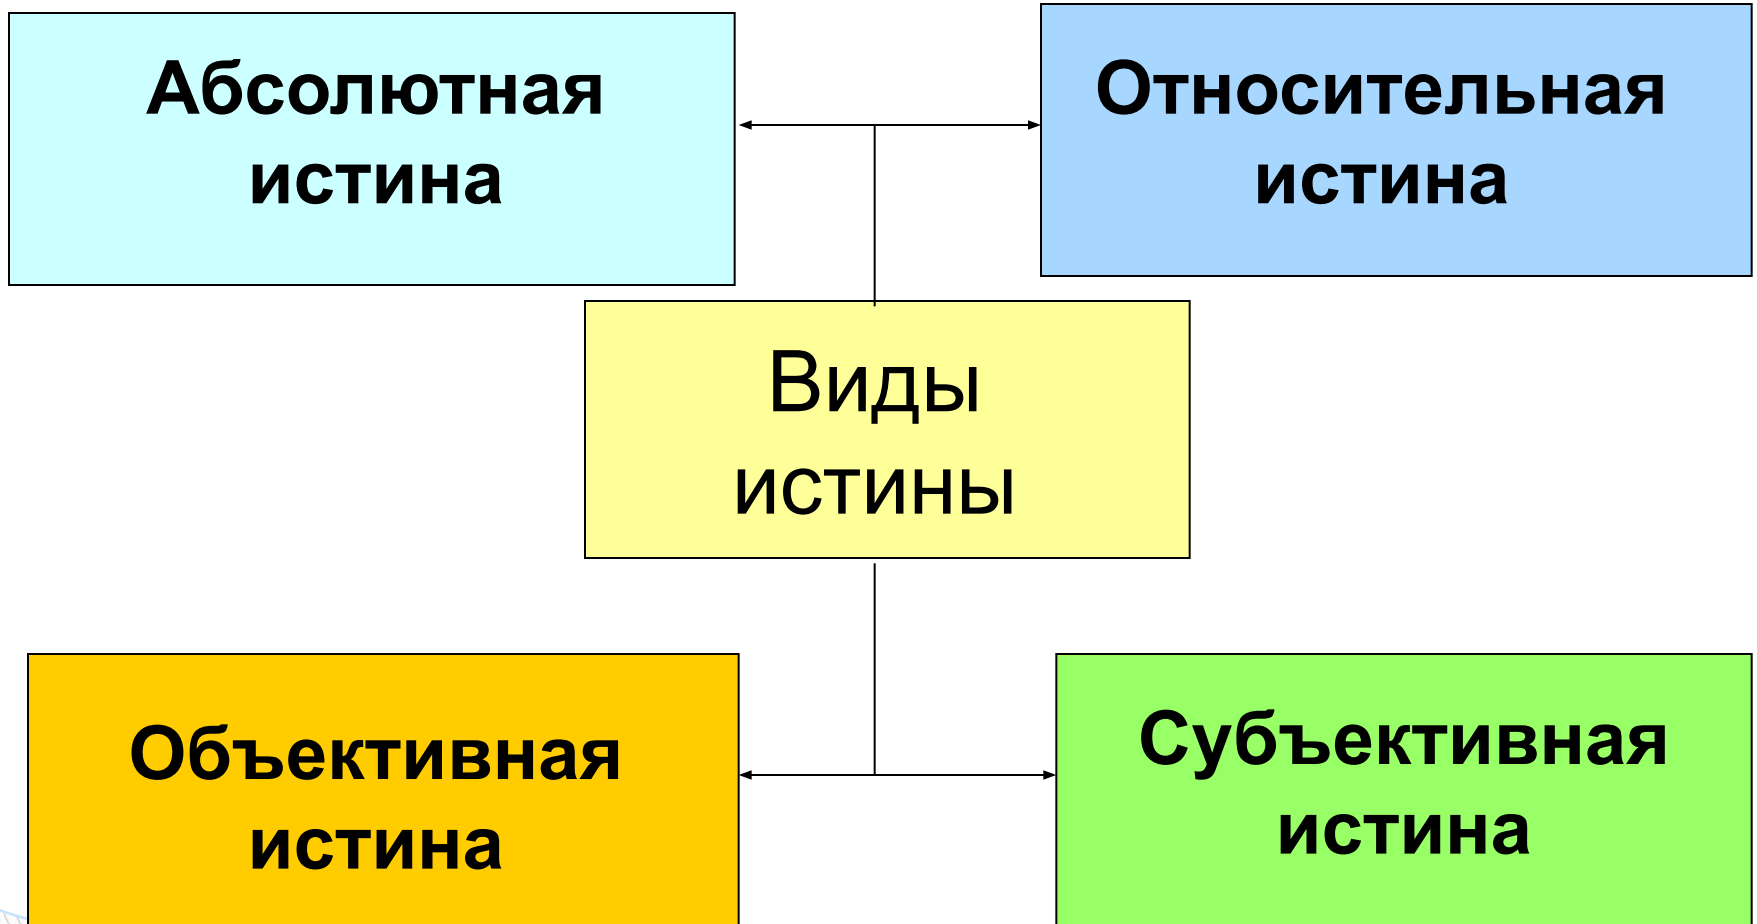 Абсолютная
истина
Относительная
истина
Виды
истины
Объективная
истина
Субъективная
истина